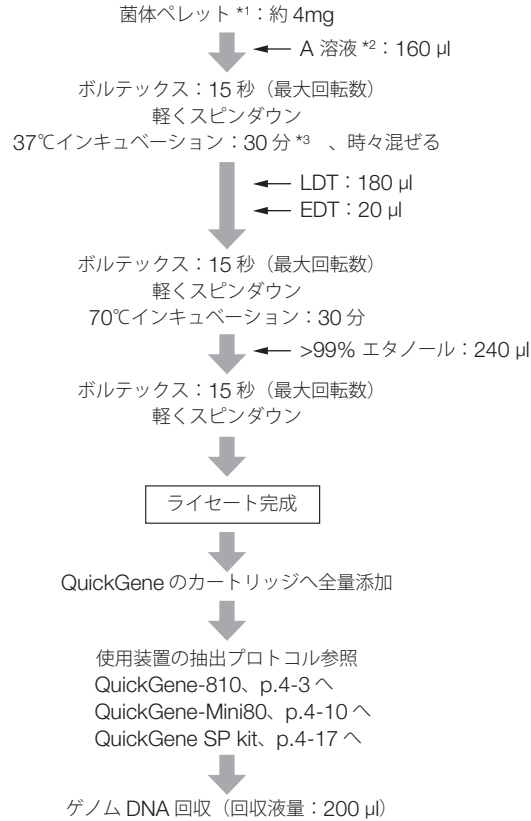 菌体ペレット *1：約 4mg
A 溶液 *2：160 µl
ボルテックス：15 秒（最大回転数）
軽くスピンダウン
37℃インキュベーション：30 分 *3 、時々混ぜる
LDT：180 µl
EDT：20 µl
ボルテックス：15 秒（最大回転数）
軽くスピンダウン
70℃インキュベーション：30 分
>99% エタノール：240 µl
ボルテックス：15 秒（最大回転数）
軽くスピンダウン
ライセート完成
QuickGene のカートリッジへ全量添加
使用装置の抽出プロトコル参照
QuickGene-810、p.4-3 へ
QuickGene-Mini80、p.4-10 へ
QuickGene SP kit、p.4-17 へ
ゲノム DNA 回収（回収液量：200 µl）